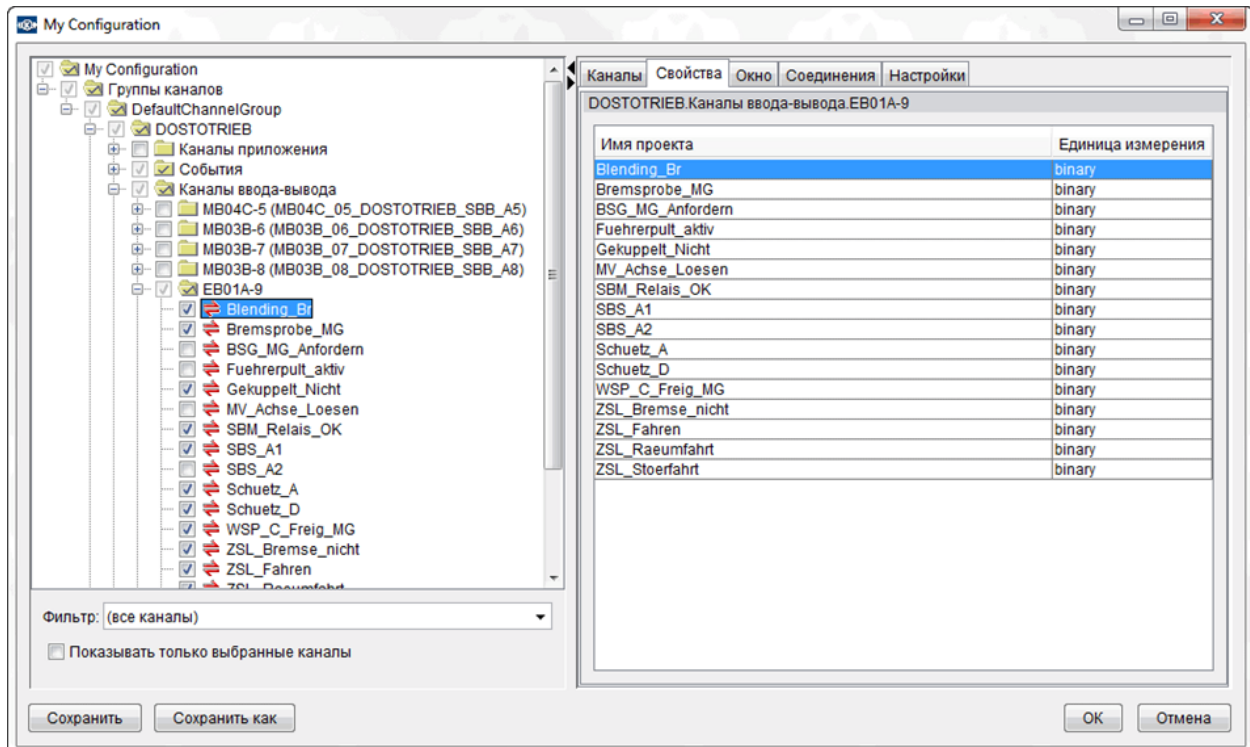 My Configuration
My Configuration
Группы каналов
DefaultChannelGroup
DOSTOTRIEB
Каналы приложения
События
Каналы ввода-вывода
MB04C-5 (MB04C_05_DOSTOTRIEB_SBB_A5)
MB03B-6 (MB03B_06_DOSTOTRIEB_SBB_A6)
MB03B-7 (MB03B_07_DOSTOTRIEB_SBB_A7)
MB03B-8 (MB03B_08_DOSTOTRIEB_SBB_A8)
EB01A-9
Blending_Br
Bremsprobe_MG
BSG_MG_Anfordern
Fuehrerpult_aktiv
Gekuppelt_Nicht
MV_Achse_Loesen
SBM_Relais_OK
SBS_A1
SBS_A2
Schuetz_A
Schuetz_D
WSP_C_Freig_MG
ZSL_Bremse_nicht
ZSL_Fahren
ZSL_Raeumfahrt
Фильтр: (все каналы)
Показывать только выбранные каналы
Каналы Свойства Окно Соединения Настройки
DOSTOTRIEB.Каналы ввода-вывода.EB01A-9
Имя проекта Единица измерения
Blending_Br binary
Bremsprobe_MG binary
BSG_MG_Anfordern binary
Fuehrerpult_aktiv binary
Gekuppelt_Nicht binary
MV_Achse_Loesen binary
SBM_Relais_OK binary
SBS_A1 binary
SBS_A2 binary
Schuetz_A binary
Schuetz_D binary
WSP_C_Freig_MG binary
ZSL_Bremse_nicht binary
ZSL_Fahren binary
ZSL_Raeumfahrt binary
ZSL_Stoerfahrt binary
Сохранить Сохранить как OK Отмена